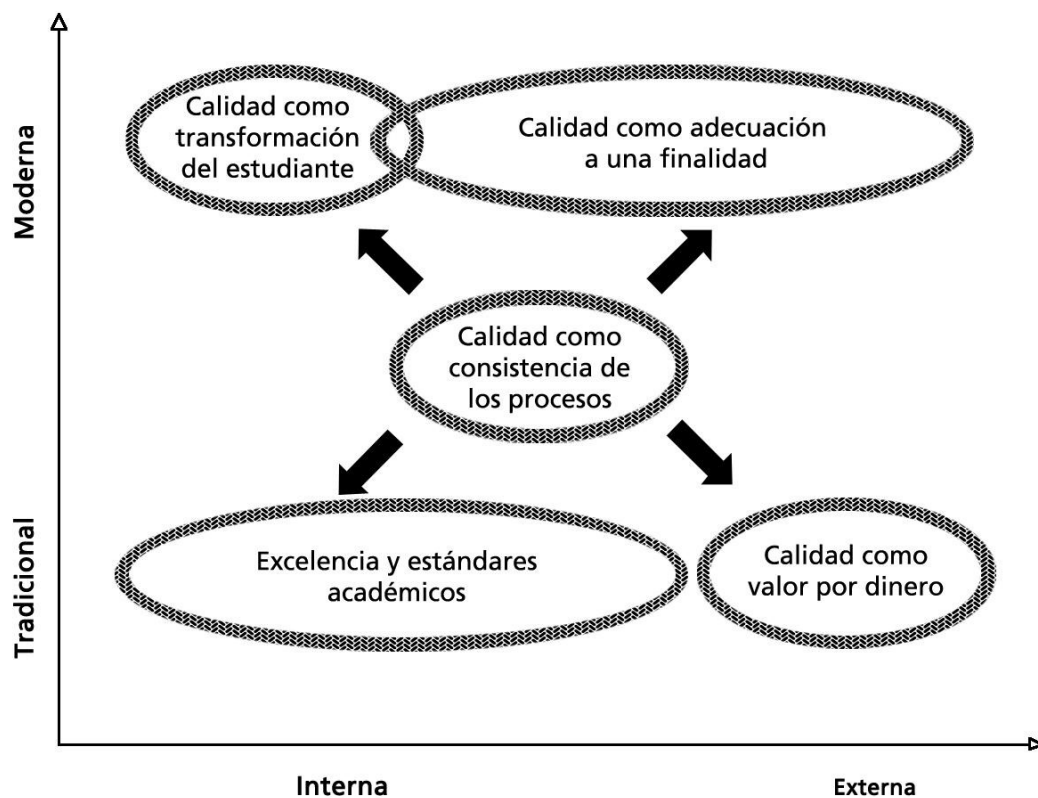 Moderna
Calidad como
transformación
del estudiante
Calidad como adecuación
a una finalidad
Calidad como
consistencia de
los procesos
Tradicional
Excelencia y estándares
académicos
Calidad como
valor por dinero
Interna
Externa